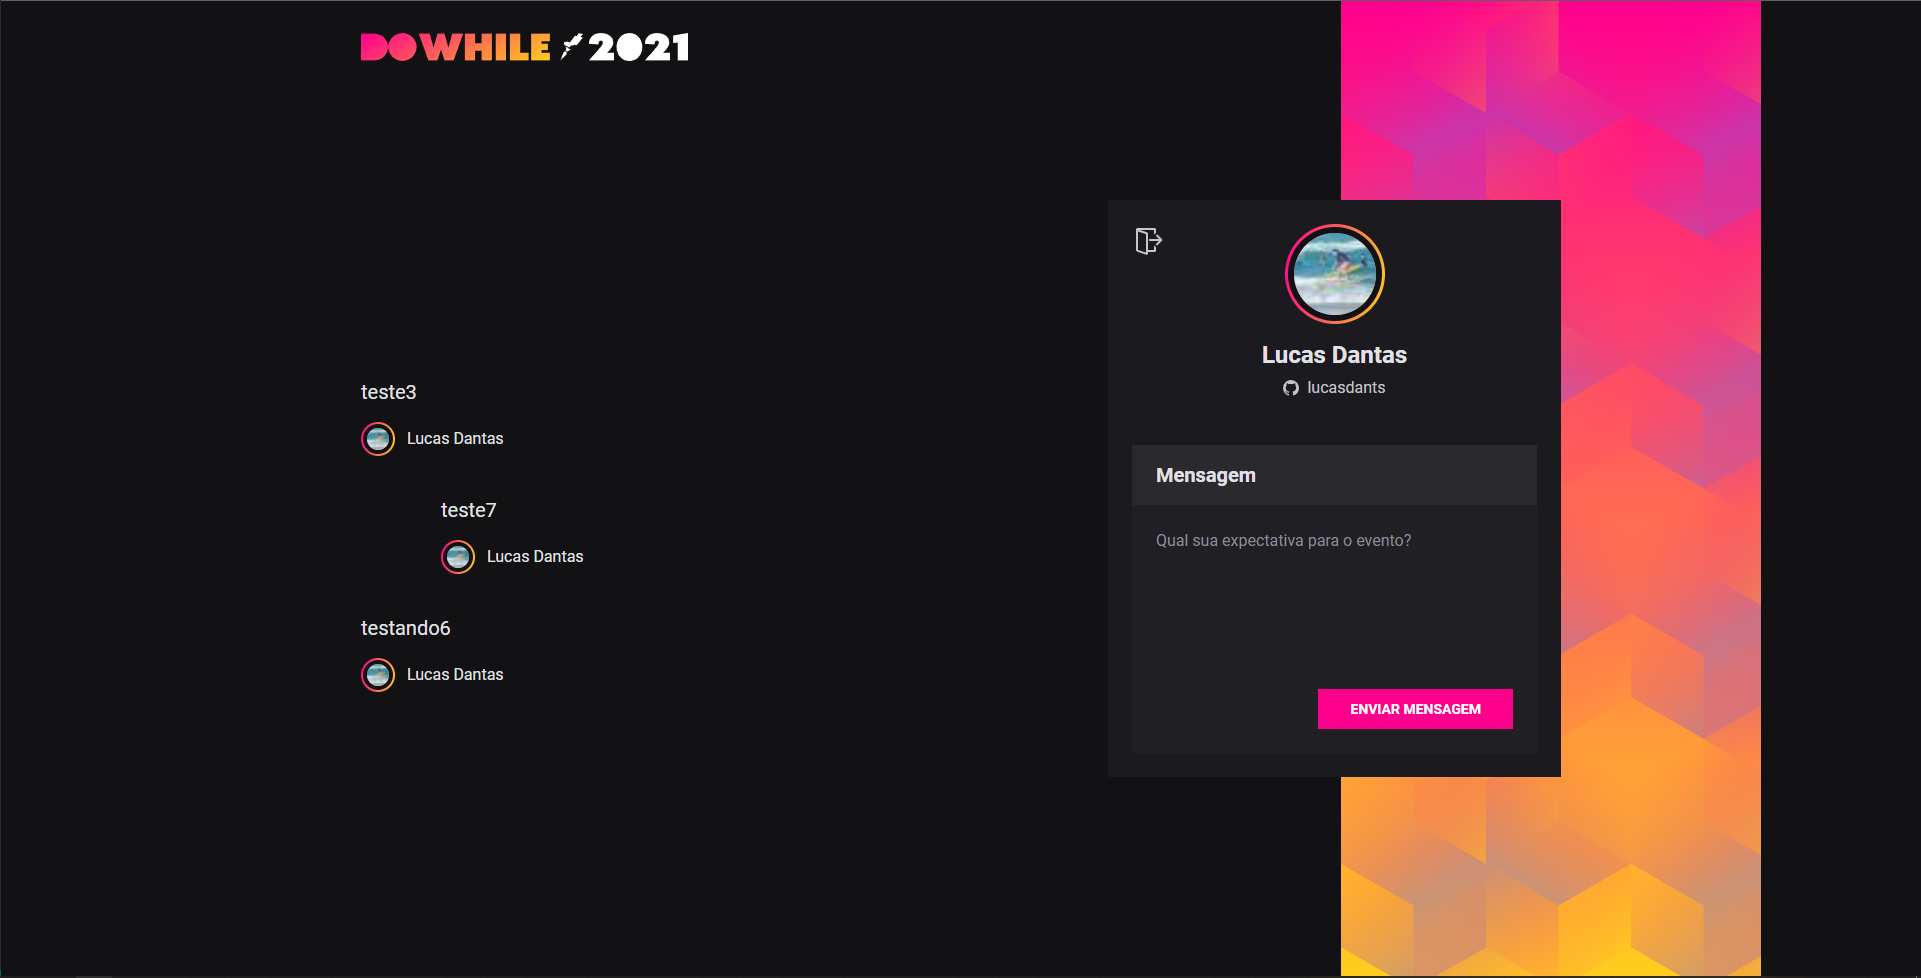 DOWHILE 2021
teste3
Lucas Dantas
teste7
Lucas Dantas
testando6
Lucas Dantas
Lucas Dantas
lucasdants
Mensagem
Qual sua expectativa para o evento?
ENVIAR MENSAGEM